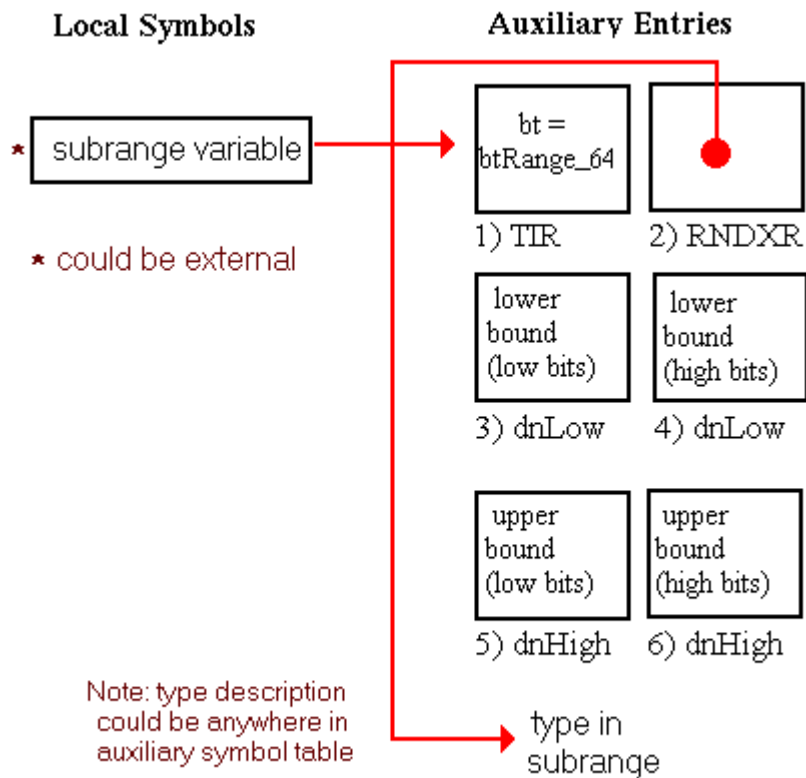 Local Symbols
Auxiliary Entries
* subrange variable
bt =
btRange_64
1) TIR
2) RNDXR
* could be external
lower
bound
(low bits)
lower
bound
(high bits)
3) dnLow
4) dnLow
upper
bound
(low bits)
upper
bound
(high bits)
5) dnHigh
6) dnHigh
Note: type description
could be anywhere in
auxiliary symbol table
type in
subrange